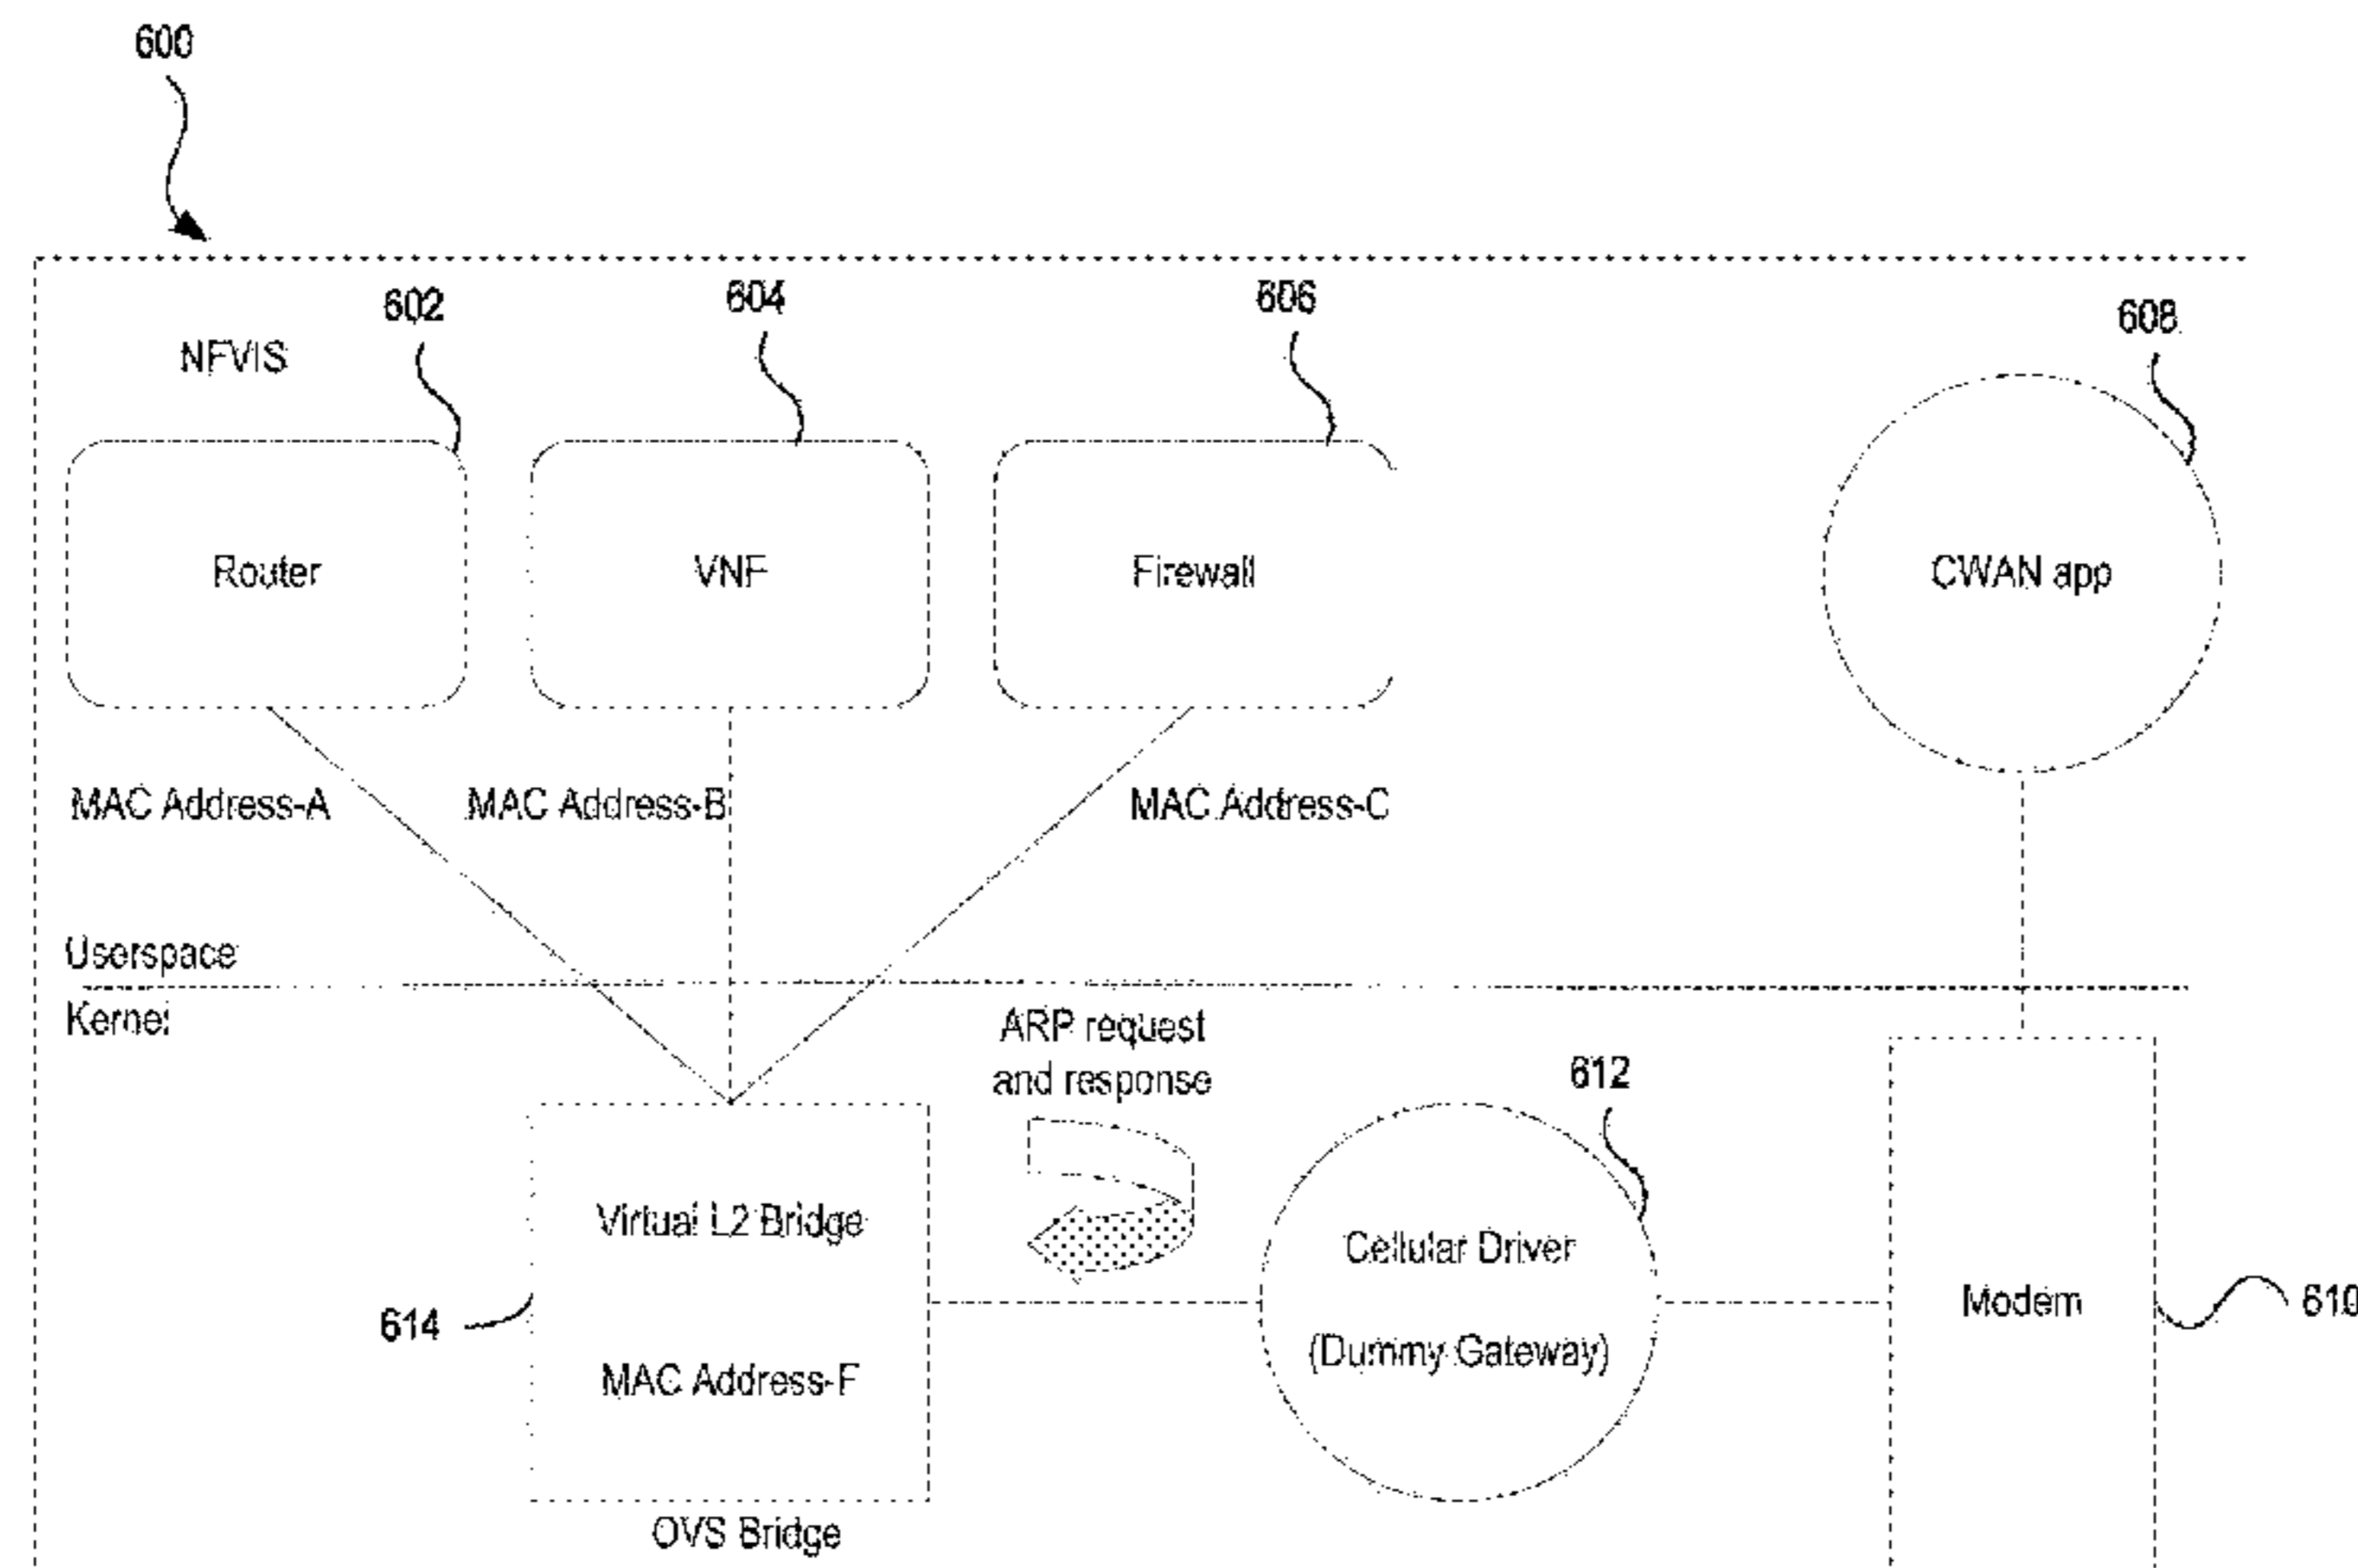 600
602
604
606
608
NFVIS
Router
VNF
Firewall
CWAN app
MAC Address-A
MAC Address-B
MAC Address-C
Userspace
Kernel
ARP request
and response
612
Virtual L2 Bridge
Cellular Driver
614
Modem
610
(Dummy Gateway)
MAC Address-F
OVS Bridge